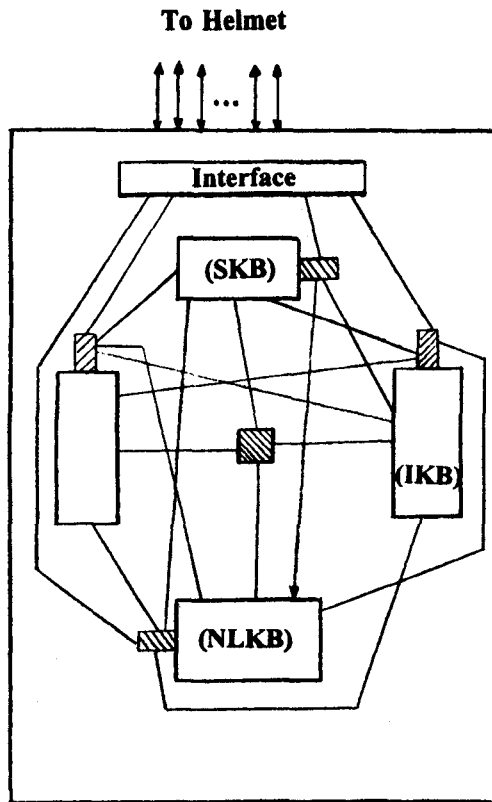 To Helmet
...
Interface
(SKB)
(IKB)
(NLKB)